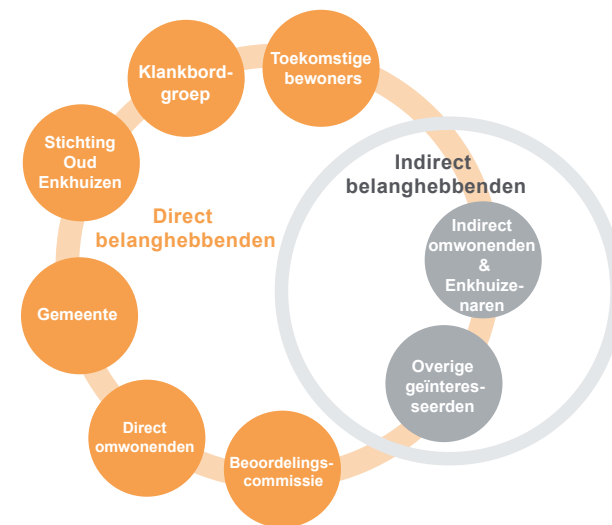 Toekomstige
bewoners
Klankbord-
groep
Stichting
Oud
Enkhuizen
Indirect
belanghebbenden
Direct
belanghebbenden
Indirect
omwonenden
&
Enkhuize-
naren
Gemeente
Overige
geïnteres-
seerden
Direct
omwonenden
Beoordelings-
commissie